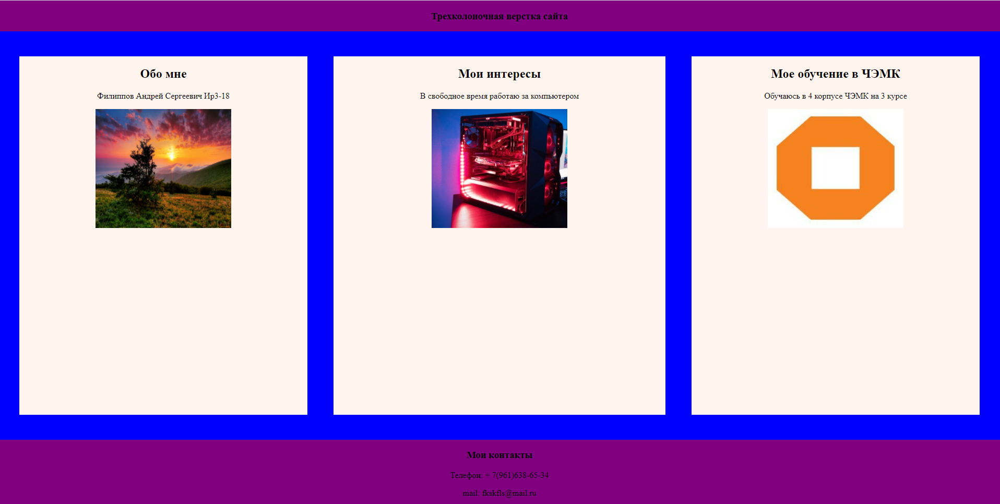 Трехколоночная верстка сайта
Обо мне
Филиппов Андрей Сергеевич Ир3-18
Мои интересы
В свободное время работаю за компьютером
Мое обучение в ЧЭМК
Обучаюсь в 4 корпусе ЧЭМК на 3 курсе
Мои контакты
Телефон: + 7(961)638-65-34
mail: fkskfls@mail.ru